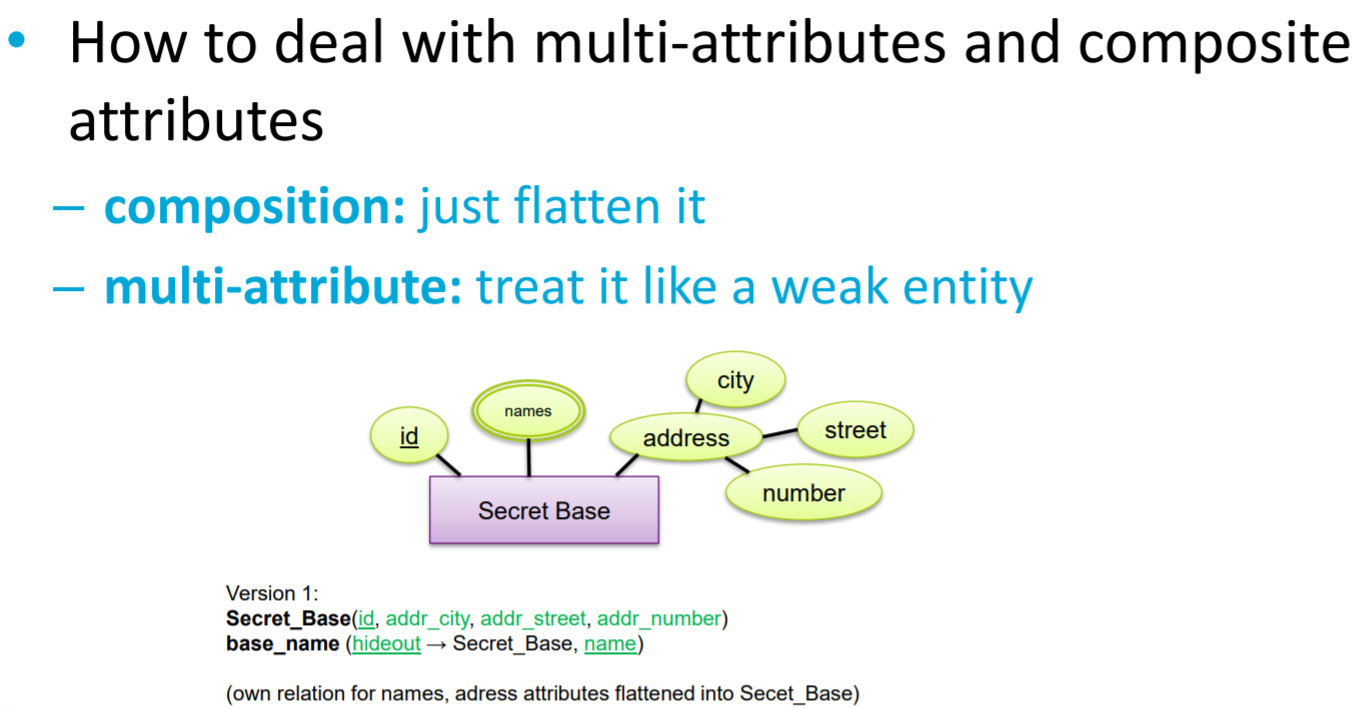 • How to deal with multi-attributes and composite
attributes
– composition: just flatten it
– multi-attribute: treat it like a weak entity
city
names
id
address
street
number
Secret Base
Version 1:
Secret_Base(id, addr_city, addr_street, addr_number)
base_name (hideout → Secret_Base, name)
(own relation for names, adress attributes flattened into Secet_Base)